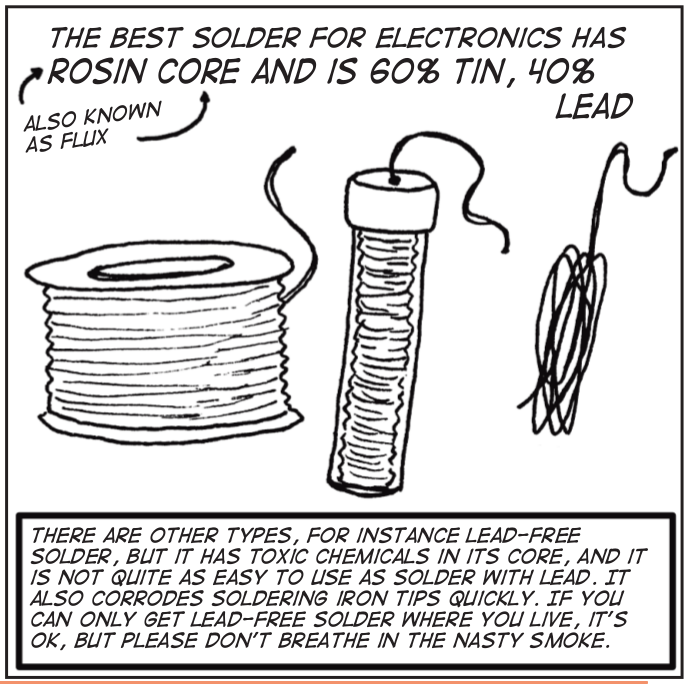 THE BEST SOLDER FOR ELECTRONICS HAS
ROSIN CORE AND IS 60% TIN, 40%
LEAD
ALSO KNOWN
AS FLUX
THERE ARE OTHER TYPES, FOR INSTANCE LEAD-FREE
SOLDER, BUT IT HAS TOXIC CHEMICALS IN ITS CORE, AND IT
IS NOT QUITE AS EASY TO USE AS SOLDER WITH LEAD. IT
ALSO CORRODES SOLDERING IRON TIPS QUICKLY. IF YOU
CAN ONLY GET LEAD-FREE SOLDER WHERE YOU LIVE, IT'S
OK, BUT PLEASE DON'T BREATHE IN THE NASTY SMOKE.